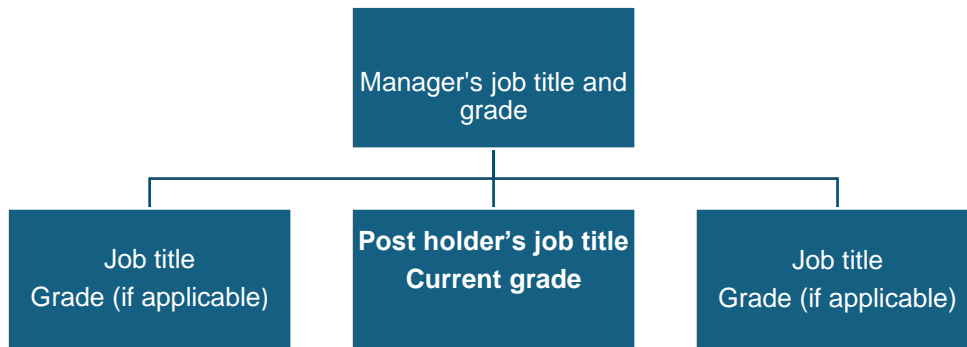 Manager's job title and
grade
Job title
Grade (if applicable)
Post holder’s job title
Current grade
Job title
Grade (if applicable)